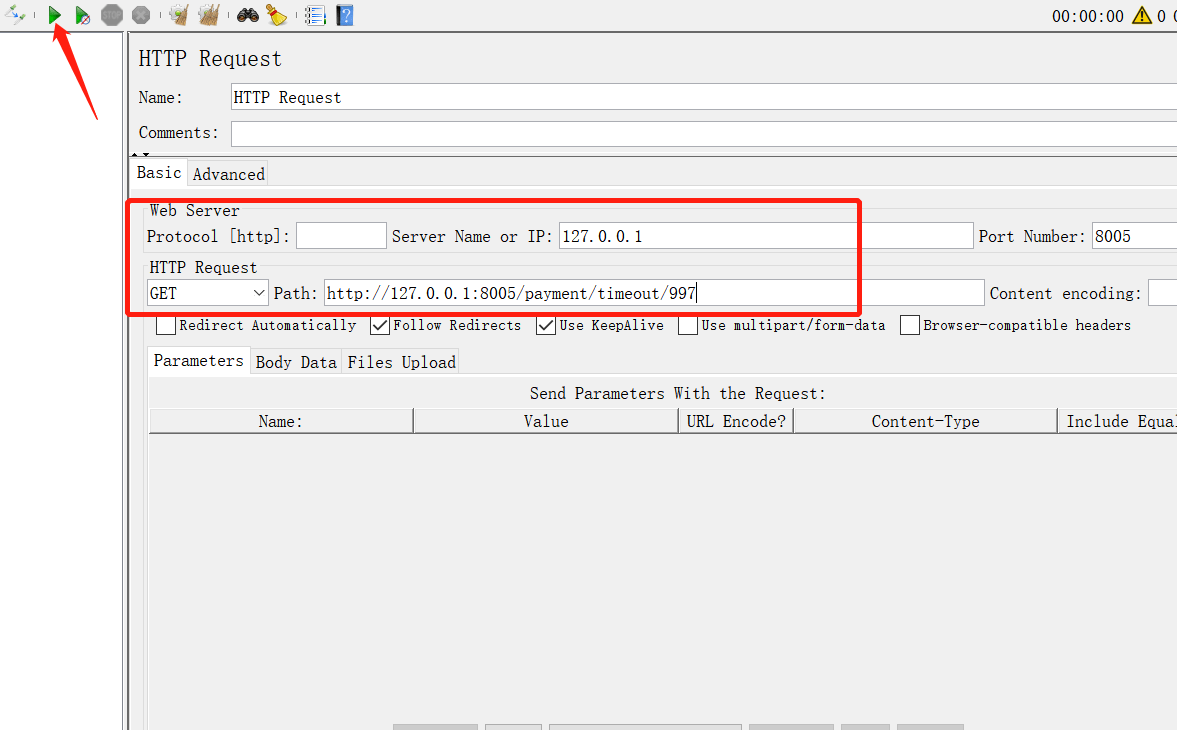 STOP
00:00:00 0
HTTP Request
Name: HTTP Request
Comments:
Basic Advanced
Web Server
Protocol [http]: Server Name or IP: 127.0.0.1 Port Number: 8005
HTTP Request
GET Path: http://127.0.0.1:8005/payment/timeout/997 Content encoding:
Redirect Automatically Follow Redirects Use KeepAlive Use multipart/form-data Browser-compatible headers
Parameters Body Data Files Upload
Send Parameters With the Request:
Name: Value URL Encode? Content-Type Include Equal